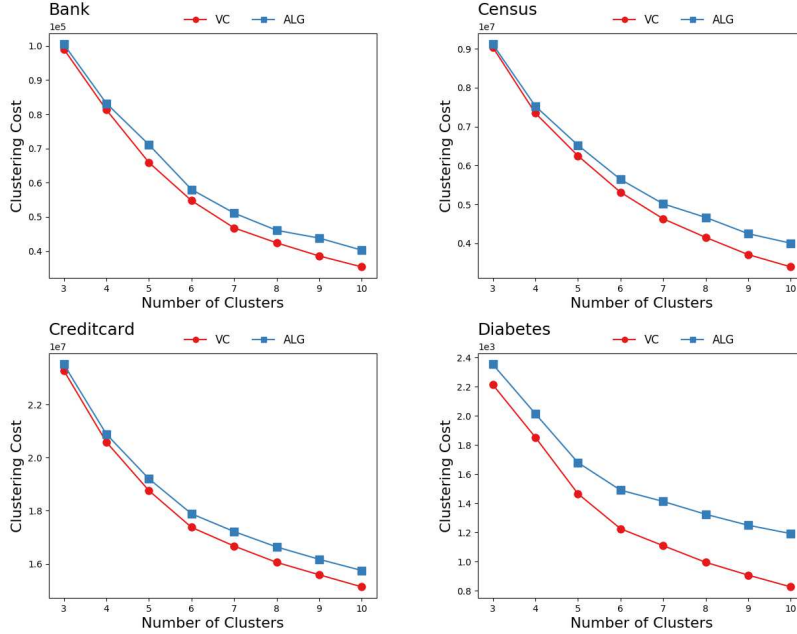 Bank
VC ALG
1e5
1.0
0.9
0.8
0.7
0.6
0.5
0.4
Clustering Cost
3 4 5 6 7 8 9 10
Number of Clusters
Census
VC ALG
1e7
0.9
0.8
0.7
0.6
0.5
0.4
Clustering Cost
3 4 5 6 7 8 9 10
Number of Clusters
Creditcard
VC ALG
1e7
2.2
2.0
1.8
1.6
Clustering Cost
3 4 5 6 7 8 9 10
Number of Clusters
Diabetes
VC ALG
1e3
2.4
2.2
2.0
1.8
1.6
1.4
1.2
1.0
0.8
Clustering Cost
3 4 5 6 7 8 9 10
Number of Clusters